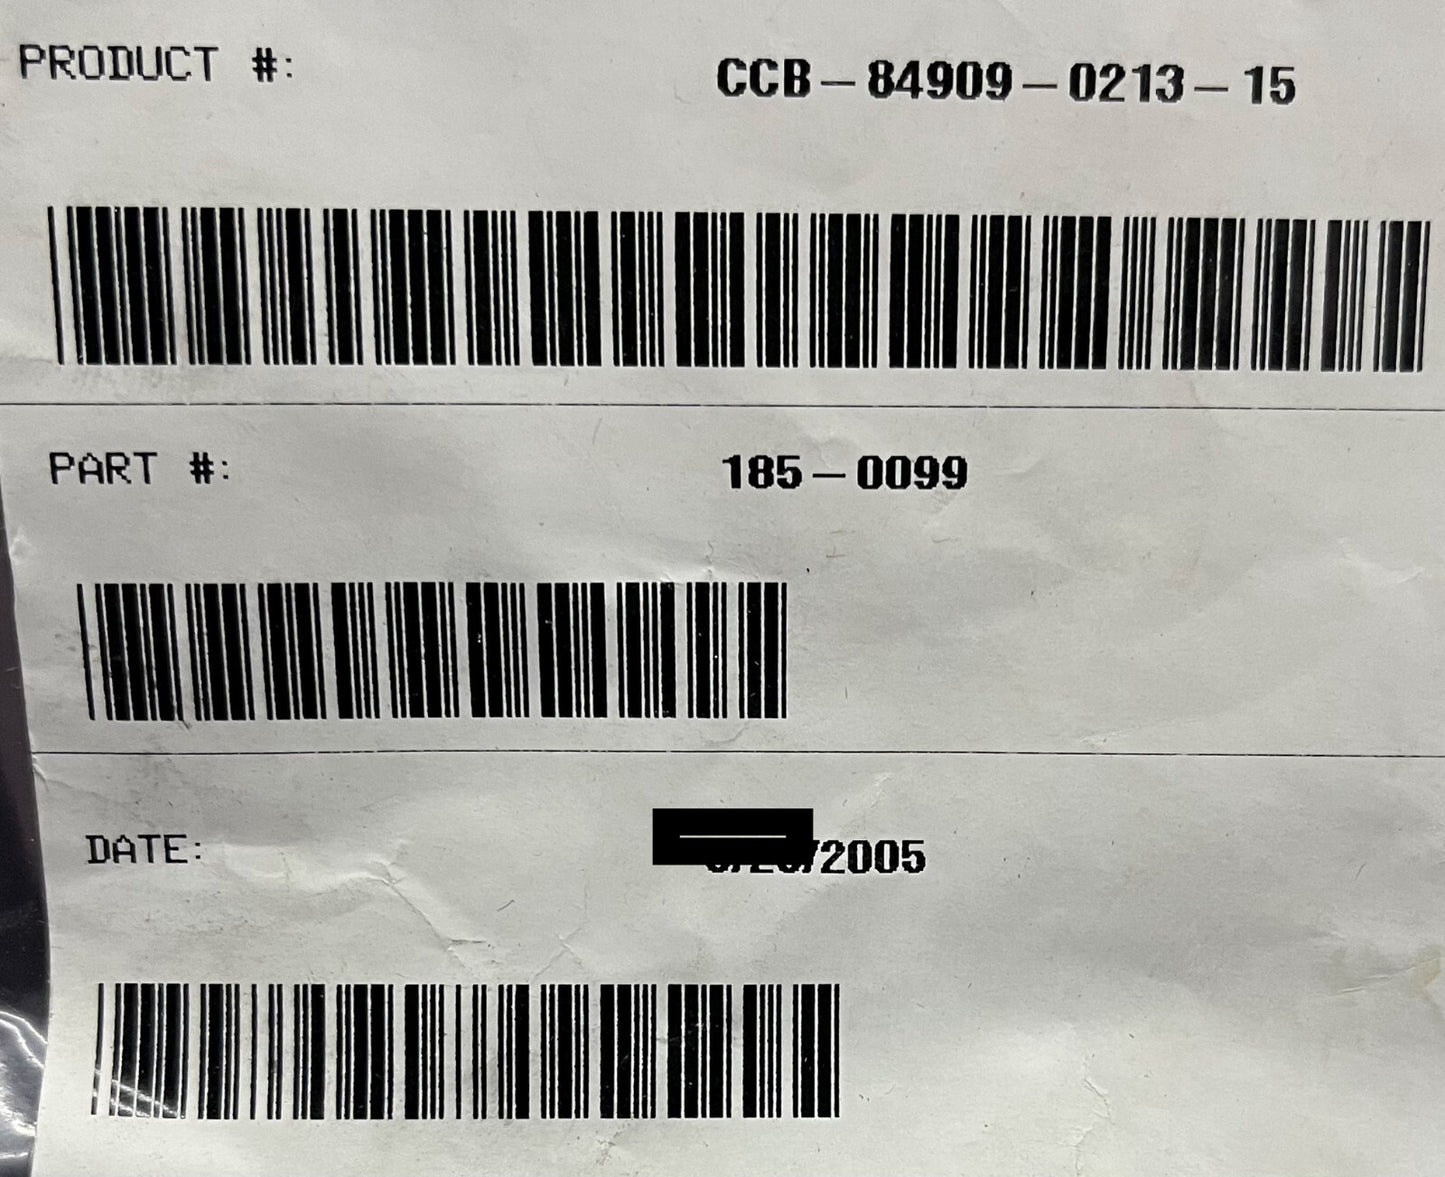 PRODUCT #: CCB-84909-0213-15
PART #: 185-0099
DATE: /2005